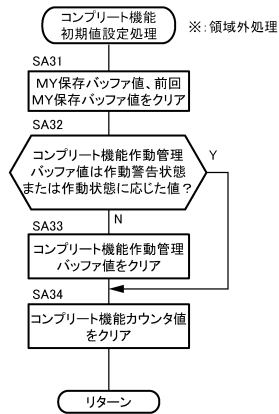 コンプリート機能
初期値設定処理
※:領域外処理
SA31
MY保存バッファ値、前回
MY保存バッファ値をクリア
SA32
コンプリート機能作動管理
バッファ値は作動警告状態
または作動状態に応じた値？
Y
N
SA33
コンプリート機能作動管理
バッファ値をクリア
SA34
コンプリート機能カウンタ値
をクリア
リターン